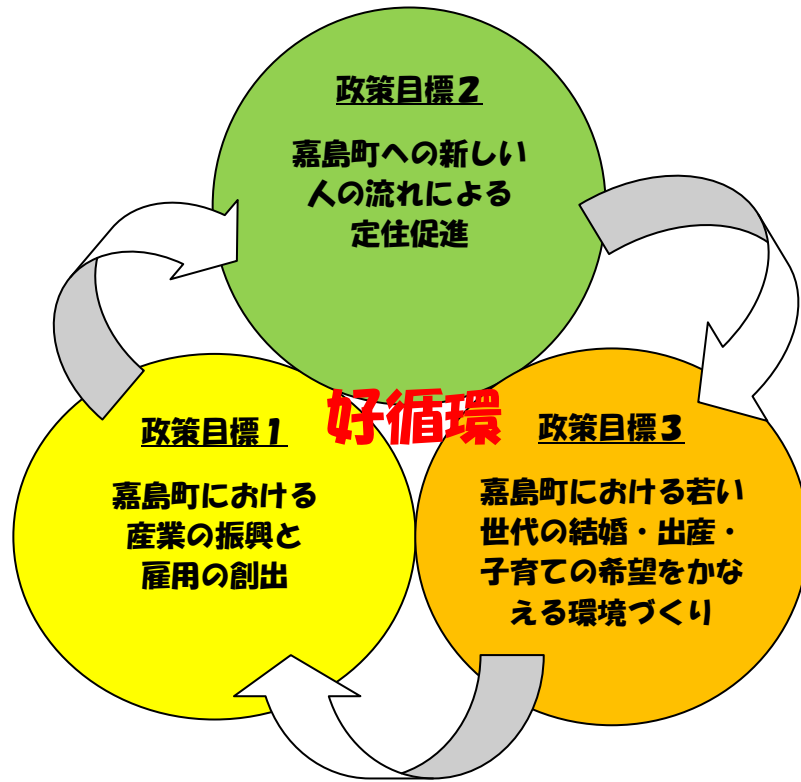 政策目標２
嘉島町への新しい
人の流れによる
定住促進
好循環
政策目標１
嘉島町における
産業の振興と
雇用の創出
政策目標３
嘉島町における若い
世代の結婚・出産・
子育ての希望をかな
える環境づくり